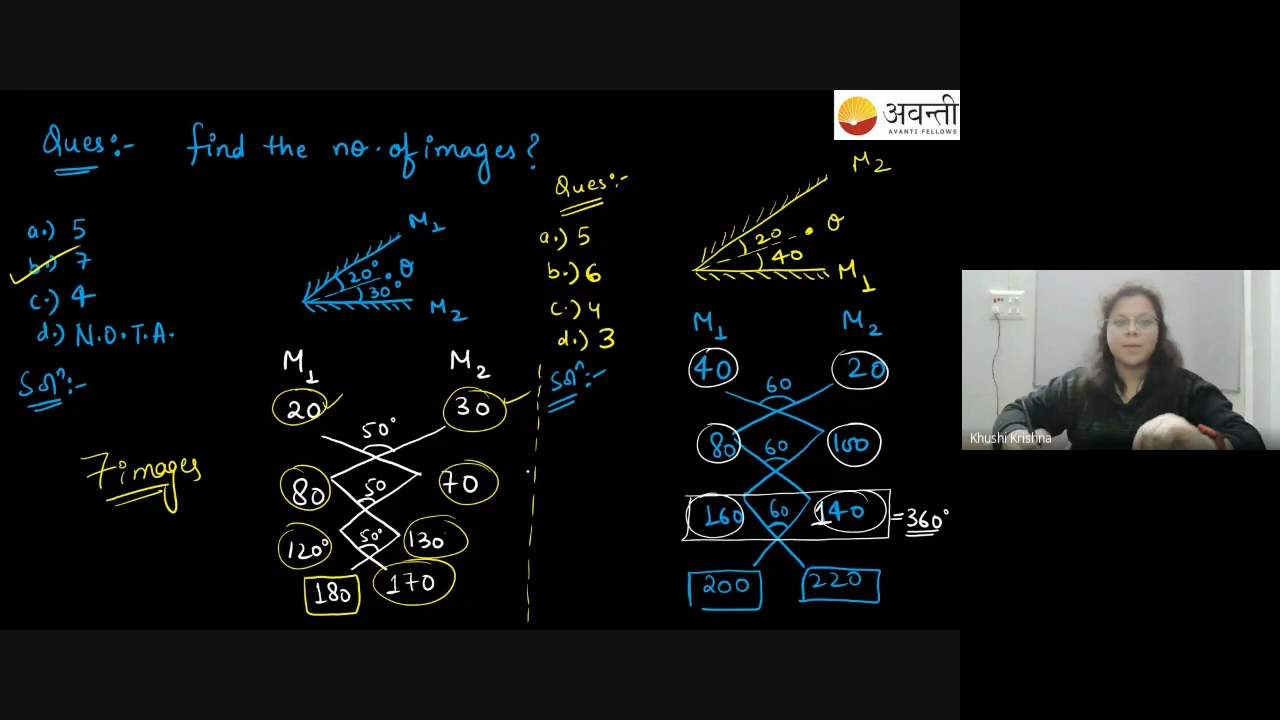 Ques:- find the no. of images?
a.) 5
b.) 7
c.) 4
d.) N.O.T.A.
Soln:-
7 images
M1
20°
O
30°
M2
M1 M2
20 30
50°
80 70
50
120° 130
50°
180 170
अवन्ती
AVANTI FELLOWS
Ques:-
a.) 5
b.) 6
c.) 4
d.) 3
Soln:-
M2
20
O
40
M1
M1 M2
40 20
60
80 100
60
160 60 140 = 360°
200 220
Khushi Krishna